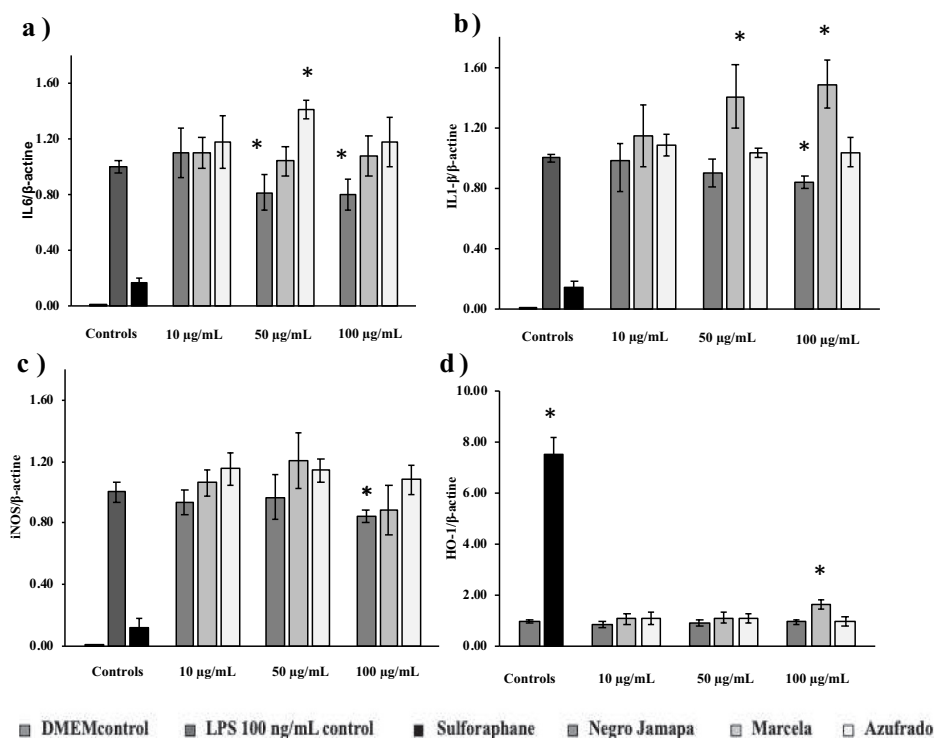 a )
*
1.60
1.20
*
*
0.80
0.40
0.00
IL6/β-actine
Controls 10 µg/mL 50 µg/mL 100 µg/mL
b )
*
*
1.60
1.20
*
0.80
0.40
0.00
IL1-β/β-actine
Controls 10 µg/mL 50 µg/mL 100 µg/mL
c )
1.60
1.20
*
0.80
0.40
0.00
iNOS/β-actine
Controls 10 µg/mL 50 µg/mL 100 µg/mL
d )
10.00
*
8.00
6.00
4.00
*
2.00
0.00
HO-1/β-actine
Controls 10 µg/mL 50 µg/mL 100 µg/mL
DMEMcontrol LPS 100 ng/mL control Sulforaphane Negro Jamapa Marcela Azufrado